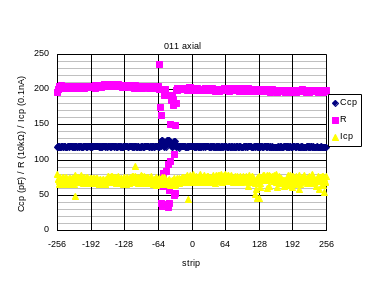 011 axial
Ccp (pF) / R (10kΩ) / Icp (0.1nA)
250
200
150
100
50
0
-256 -192 -128 -64 0 64 128 192 256
strip
Ccp
R
Icp